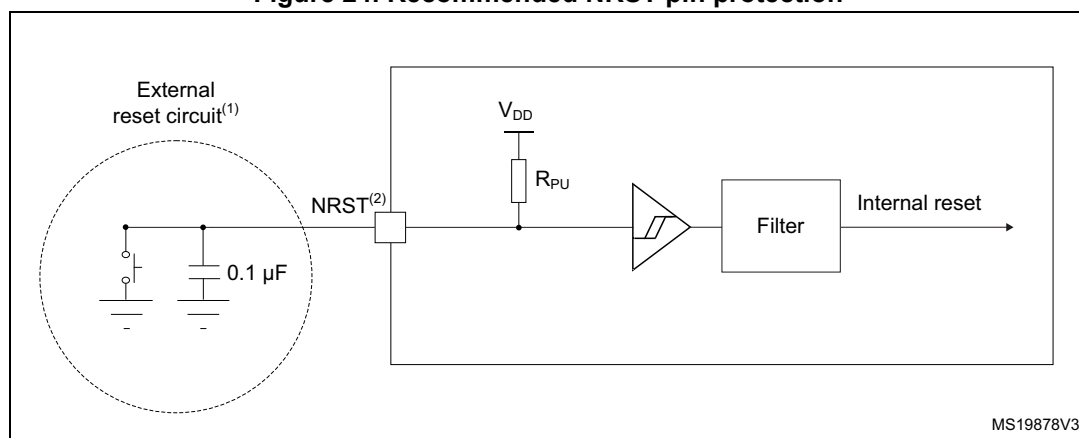 Figure 24. Recommended NRST pin protection
External
reset circuit(1)
VDD
RPU
NRST(2)
0.1 µF
Filter
Internal reset
MS19878V3